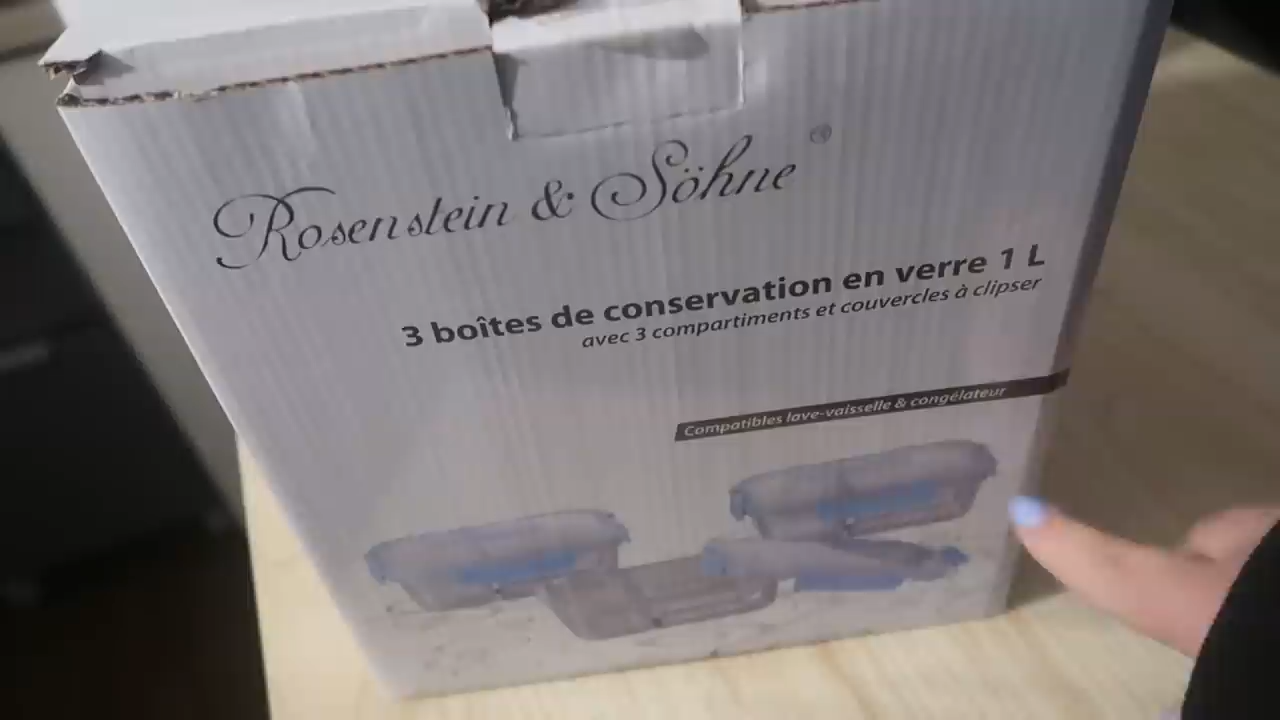 Rosenstein & Söhne ®
3 boîtes de conservation en verre 1 L
avec 3 compartiments et couvercles à clipser
Compatibles lave-vaisselle & congélateur